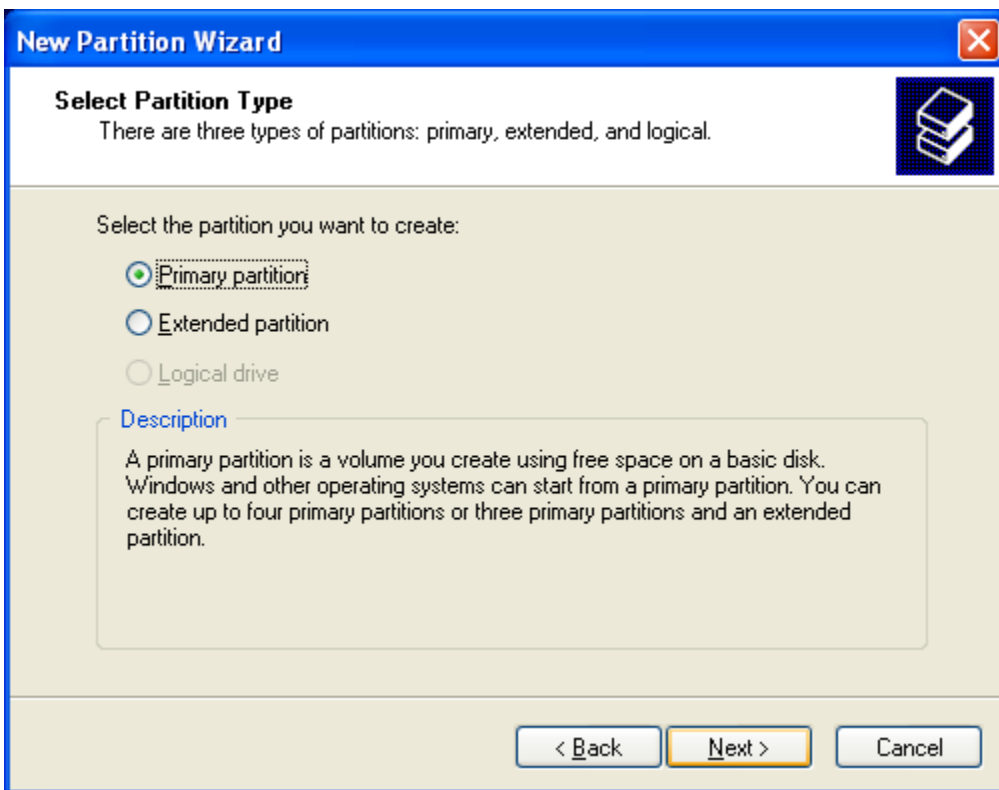 New Partition Wizard
Select Partition Type
There are three types of partitions: primary, extended, and logical.
Select the partition you want to create:
Primary partition
Extended partition
Logical drive
Description
A primary partition is a volume you create using free space on a basic disk.
Windows and other operating systems can start from a primary partition. You can
create up to four primary partitions or three primary partitions and an extended
partition.
< Back
Next >
Cancel